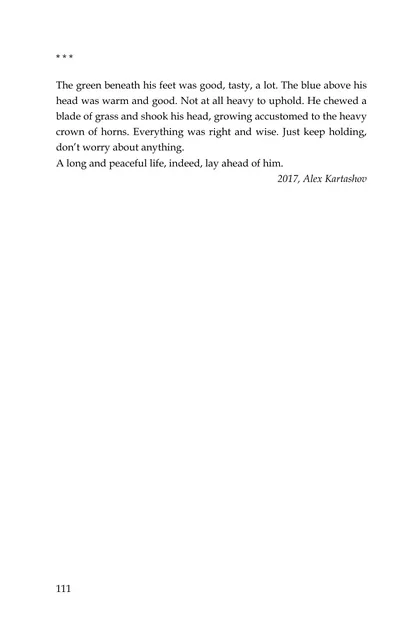 * * *
The green beneath his feet was good, tasty, a lot. The blue above his
head was warm and good. Not at all heavy to uphold. He chewed a
blade of grass and shook his head, growing accustomed to the heavy
crown of horns. Everything was right and wise. Just keep holding,
don’t worry about anything.
A long and peaceful life, indeed, lay ahead of him.
2017, Alex Kartashov
111